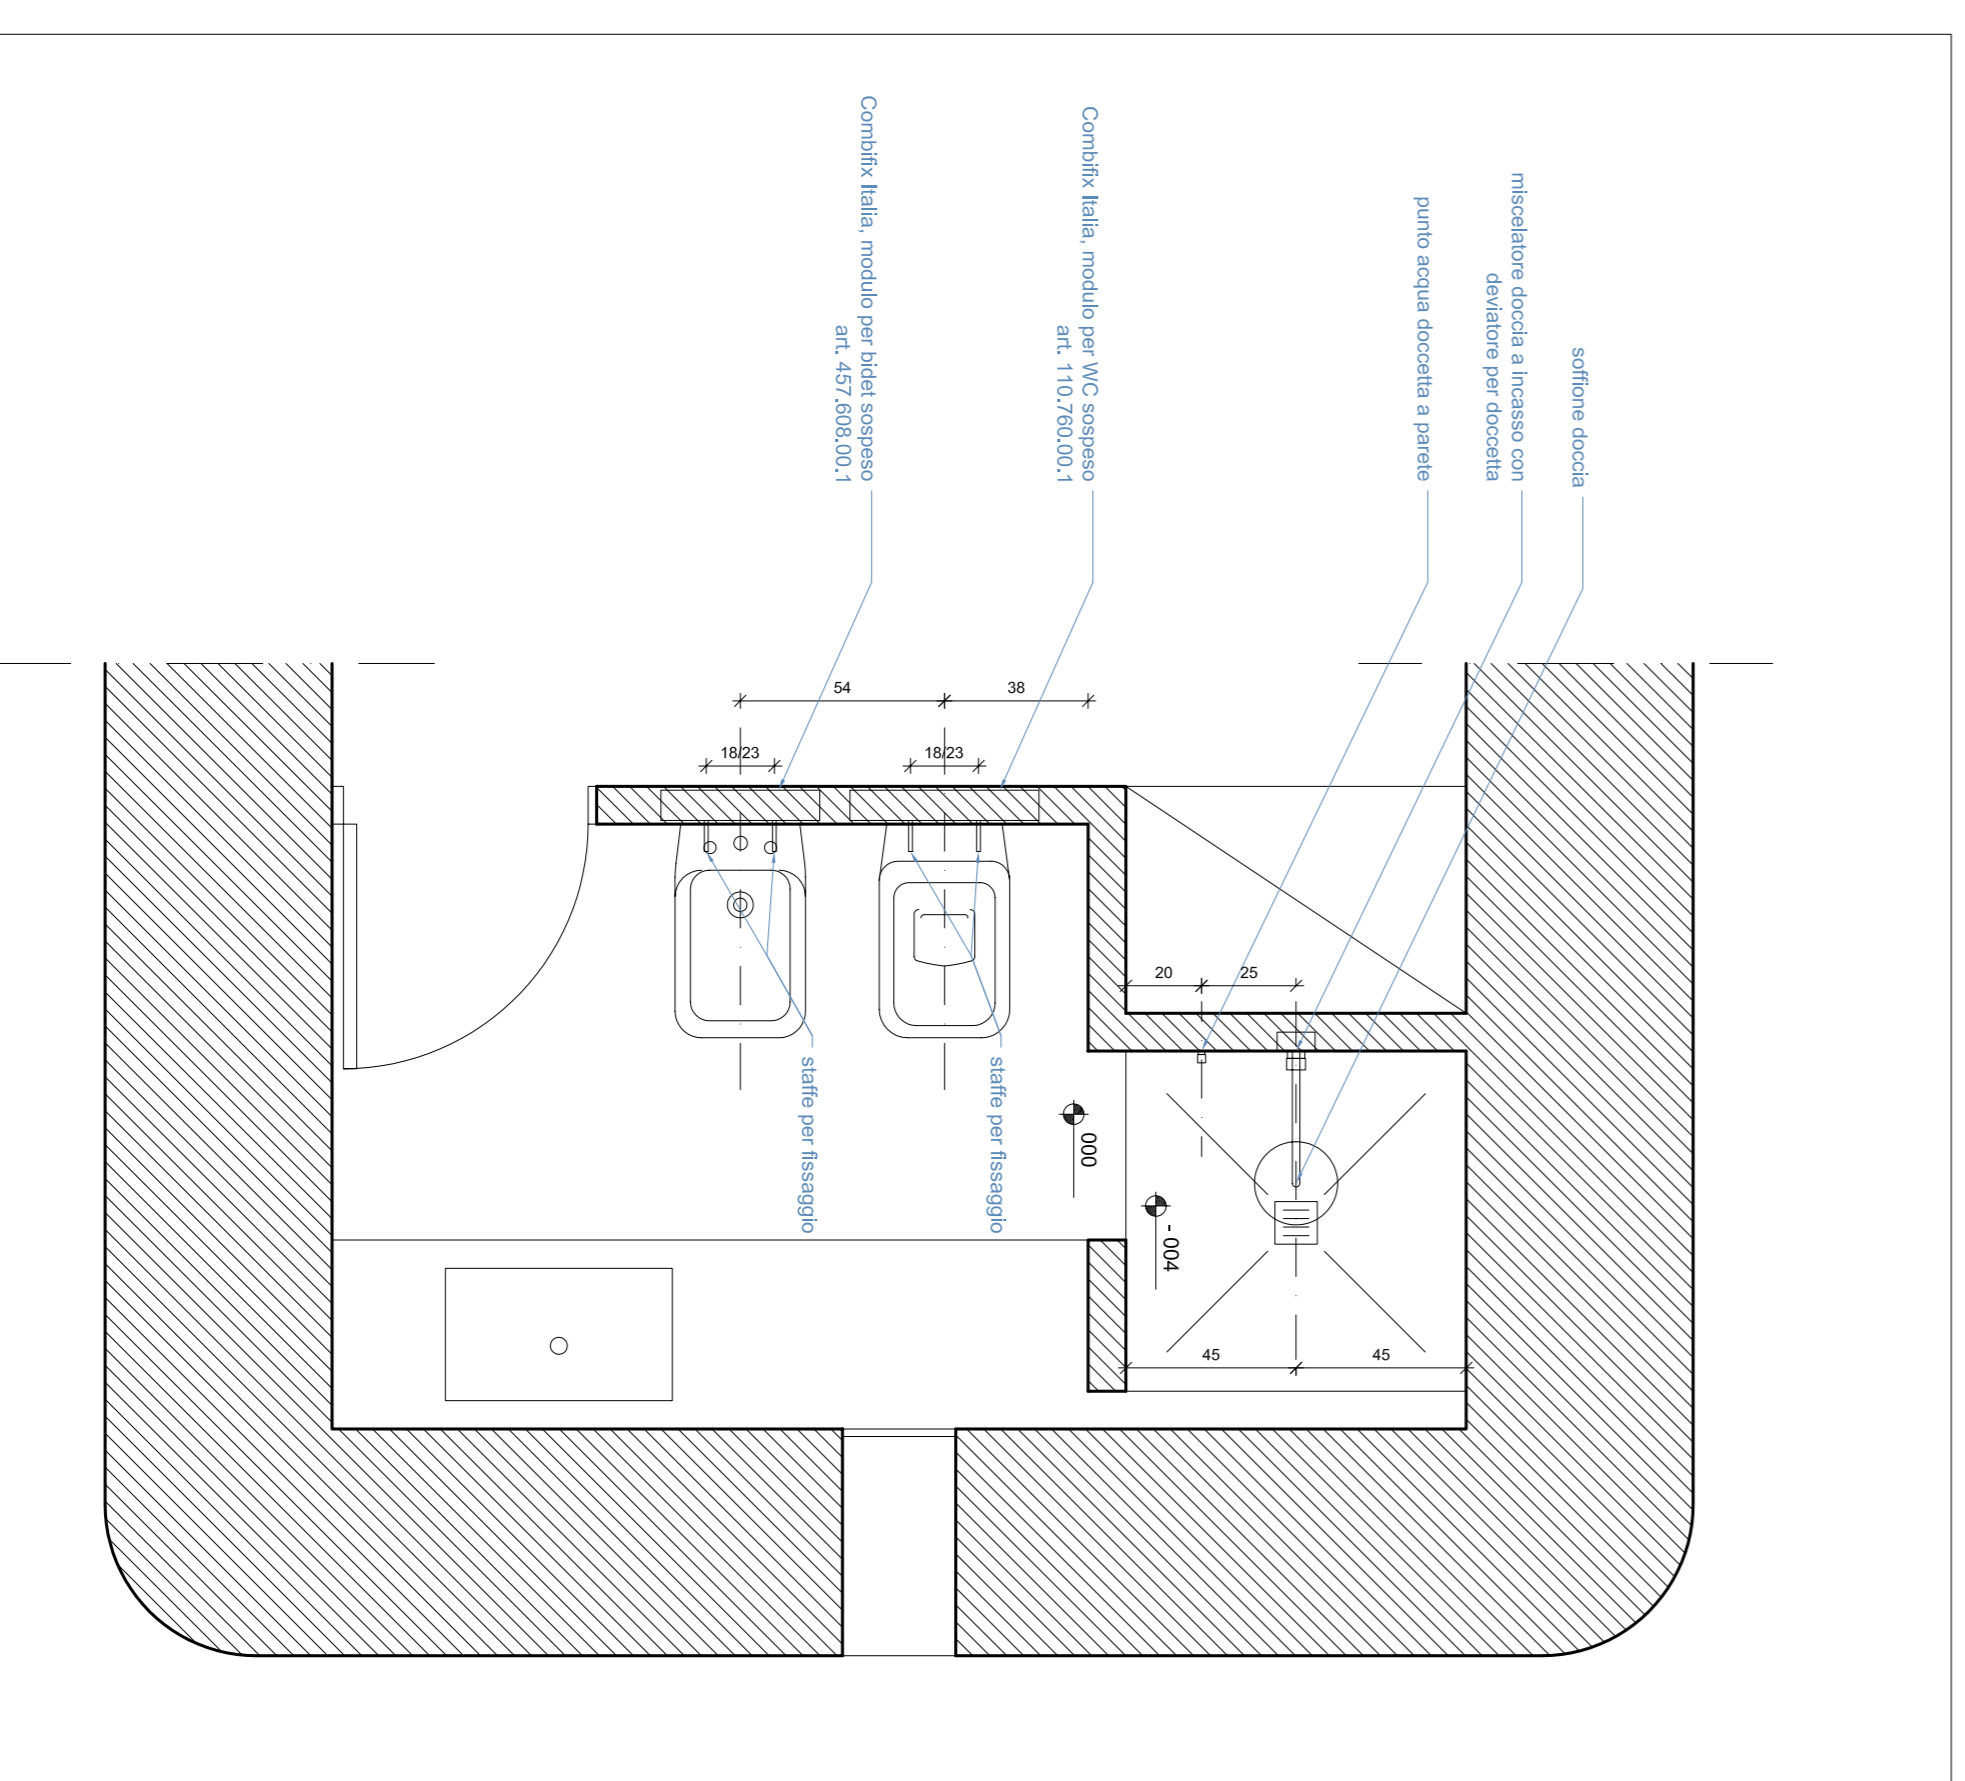 soffione doccia
miscelatore doccia a incasso con
deviatore per doccetta
punto acqua doccetta a parete
Combifix Italia, modulo per WC sospeso
art. 110.760.00.1
Combifix Italia, modulo per bidet sospeso
art. 457.608.00.1
54
38
18/23
18/23
20
25
staffe per fissaggio
staffe per fissaggio
000
- 004
45
45